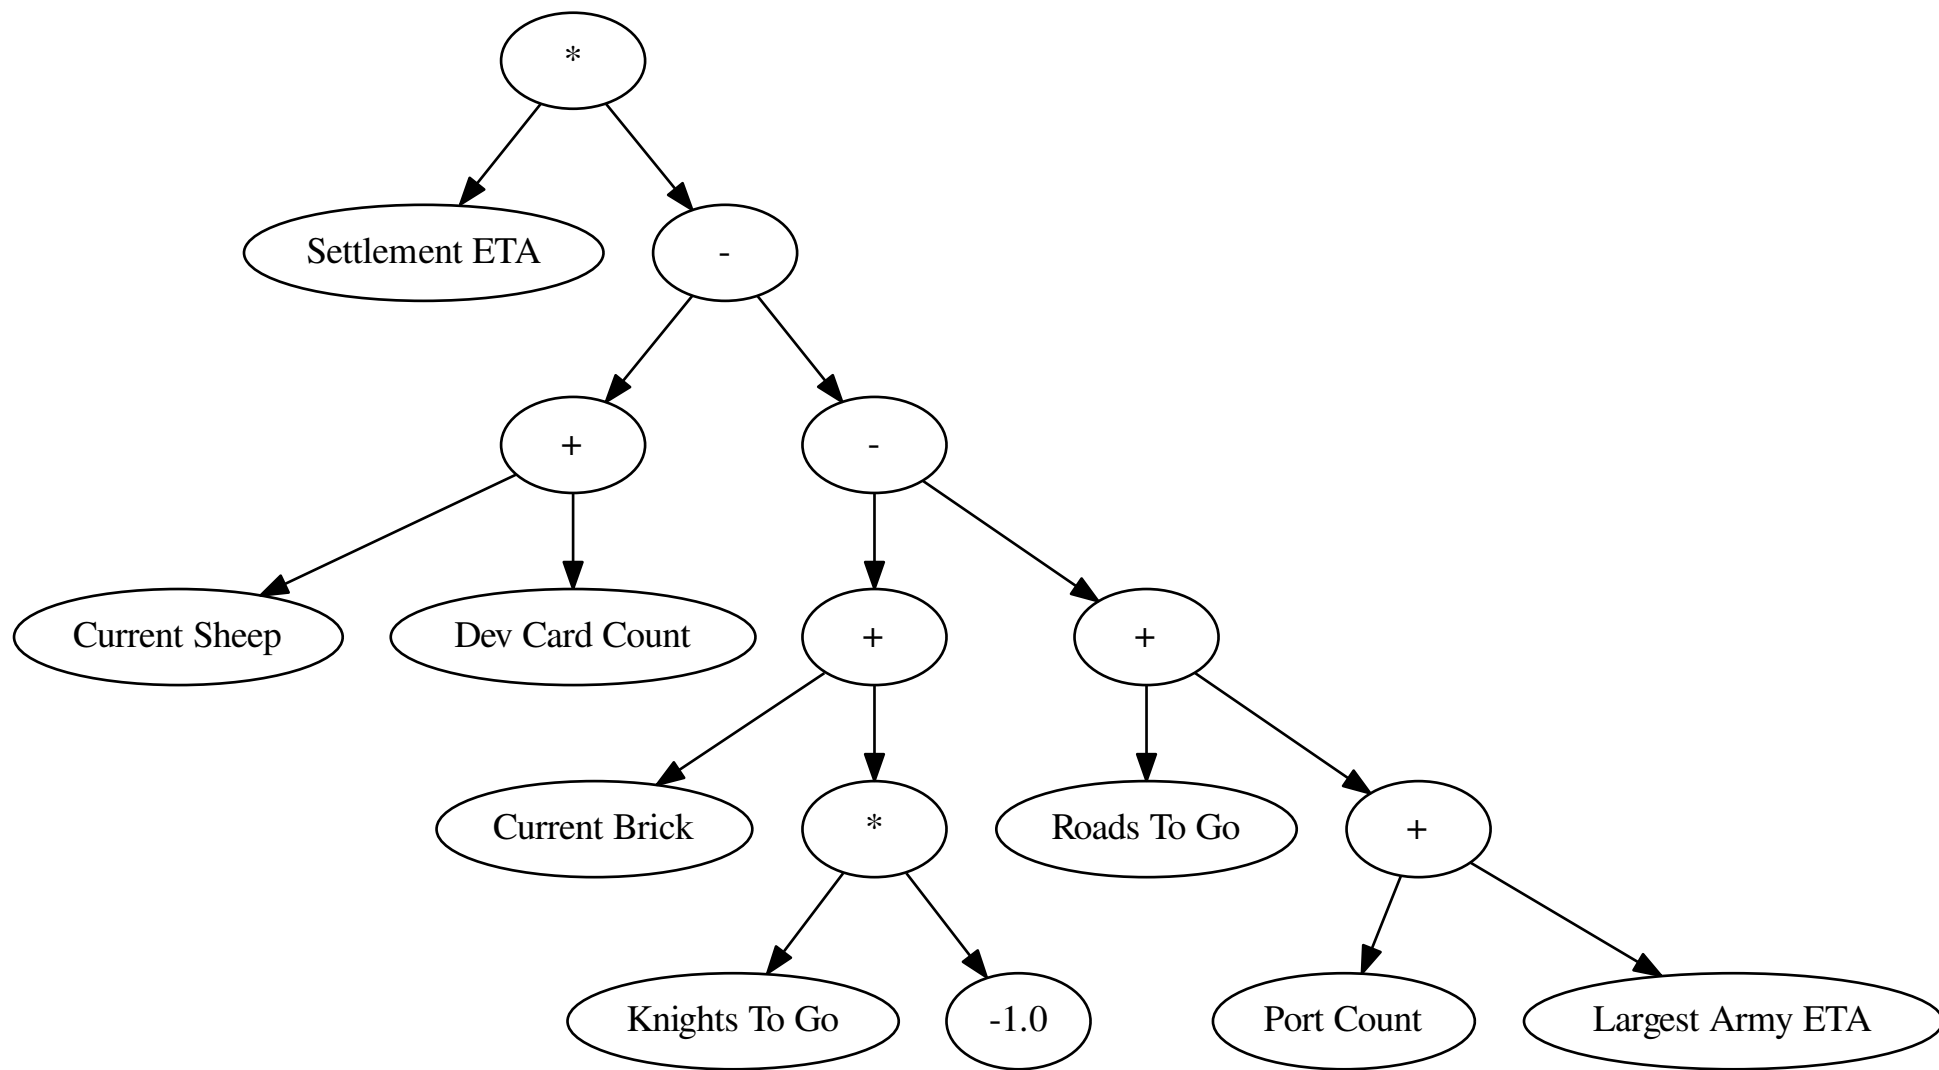 *
Settlement ETA
-
+
-
Current Sheep
Dev Card Count
+
+
Current Brick
*
Roads To Go
+
Knights To Go
-1.0
Port Count
Largest Army ETA